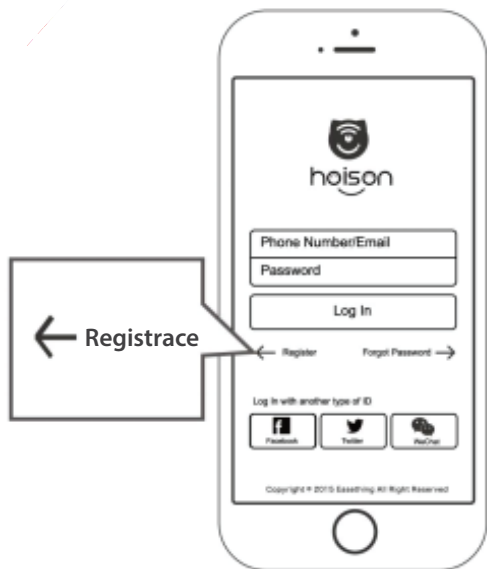 hoison
Phone Number/Email
Password
Log In
← Registrace
← Register Forgot Password →
Log In with another type of ID
Facebook Twitter WeChat
Copyright © 2015 Easething All Right Reserved